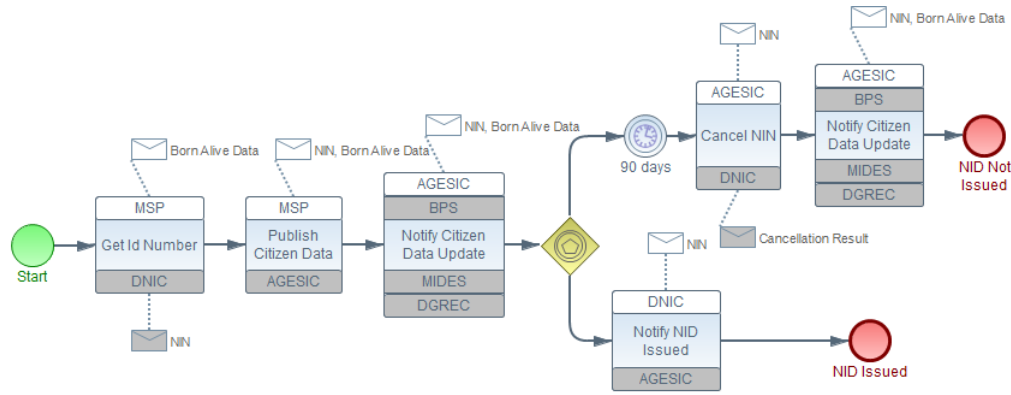 Start
Born Alive Data
MSP
Get Id Number
DNIC
NIN
NIN, Born Alive Data
MSP
Publish
Citizen Data
AGESIC
NIN, Born Alive Data
AGESIC
BPS
Notify Citizen
Data Update
MIDES
DGREC
90 days
NIN
AGESIC
Cancel NIN
DNIC
Cancellation Result
NIN, Born Alive Data
AGESIC
BPS
Notify Citizen
Data Update
MIDES
DGREC
NID Not
Issued
NIN
DNIC
Notify NID
Issued
AGESIC
NID Issued